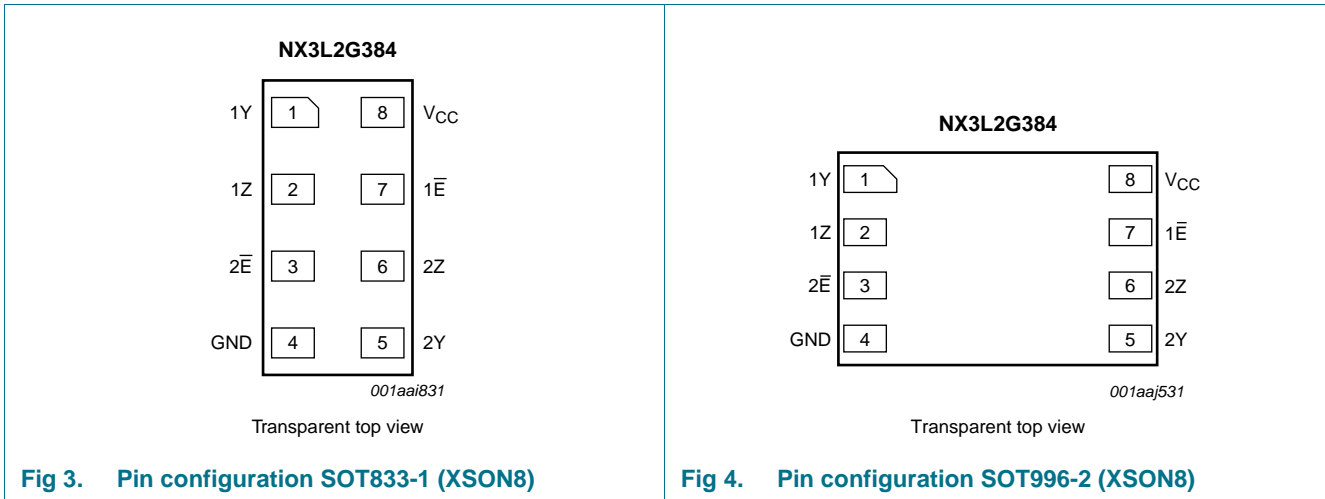 NX3L2G384
1Y 1 8 VCC
1Z 2 7 1E̅
2E̅ 3 6 2Z
GND 4 5 2Y
001aai831
Transparent top view
Fig 3. Pin configuration SOT833-1 (XSON8)
NX3L2G384
1Y 1 8 VCC
1Z 2 7 1E̅
2E̅ 3 6 2Z
GND 4 5 2Y
001aaj531
Transparent top view
Fig 4. Pin configuration SOT996-2 (XSON8)